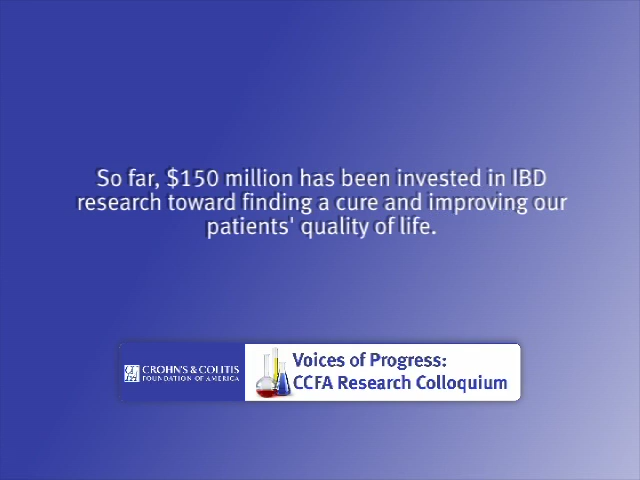 So far, $150 million has been invested in IBD
research toward finding a cure and improving our
patients' quality of life.
CROHN'S & COLITIS
FOUNDATION OF AMERICA
Voices of Progress:
CCFA Research Colloquium